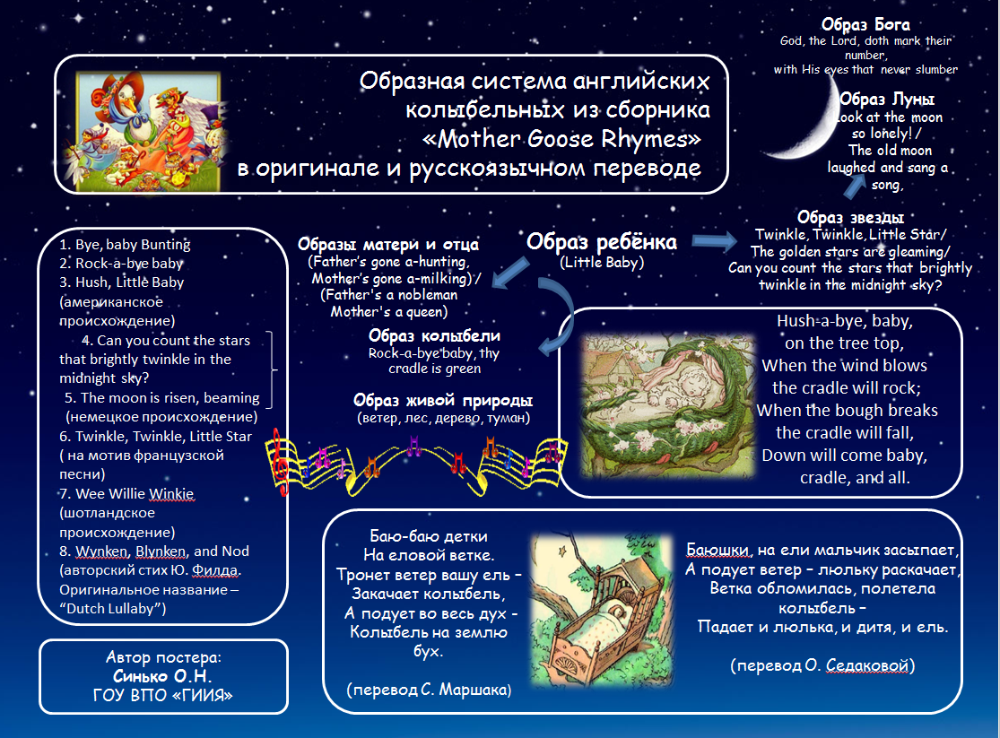 Образная система английских
колыбельных из сборника
«Mother Goose Rhymes»
в оригинале и русскоязычном переводе
Образ Бога
God, the Lord, doth mark their
number,
with His eyes that never slumber
Образ Луны
Look at the moon
so lonely! /
The old moon
laughed and sang a
song,
Образ звезды
Twinkle, Twinkle, Little Star/
The golden stars are gleaming/
Can you count the stars that brightly
twinkle in the midnight sky?
Образ ребёнка
(Little Baby)
Образы матери и отца
(Father’s gone a-hunting,
Mother’s gone a-milking)/
(Father's a nobleman
Mother's a queen)
Образ колыбели
Rock-a-bye baby, thy
cradle is green
Образ живой природы
(ветер, лес, дерево, туман)
1. Bye, baby Bunting
2. Rock-a-bye baby
3. Hush, Little Baby
(американское
происхождение)
4. Can you count the stars
that brightly twinkle in the
midnight sky?
5. The moon is risen, beaming
(немецкое происхождение)
6. Twinkle, Twinkle, Little Star
( на мотив французской
песни)
7. Wee Willie Winkie
(шотландское
происхождение)
8. Wynken, Blynken, and Nod
(авторский стих Ю. Филда.
Оригинальное название –
“Dutch Lullaby”)
Hush-a-bye, baby,
on the tree top,
When the wind blows
the cradle will rock;
When the bough breaks
the cradle will fall,
Down will come baby,
cradle, and all.
Баю-баю детки
На еловой ветке.
Тронет ветер вашу ель –
Закачает колыбель,
А подует во весь дух -
Колыбель на землю
бух.
(перевод С. Маршака)
Баюшки, на ели мальчик засыпает,
А подует ветер – люльку раскачает,
Ветка обломилась, полетела
колыбель –
Падает и люлька, и дитя, и ель.
(перевод О. Седаковой)
Автор постера:
Синько О.Н.
ГОУ ВПО «ГИИЯ»